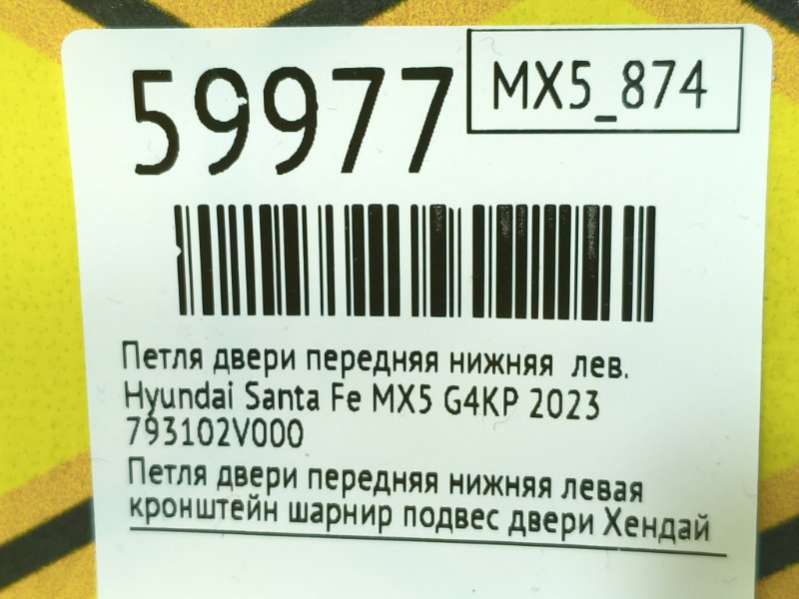 59977
MX5_874
Петля двери передняя нижняя лев.
Hyundai Santa Fe MX5 G4KP 2023
793102V000
Петля двери передняя нижняя левая
кронштейн шарнир подвес двери Хендай